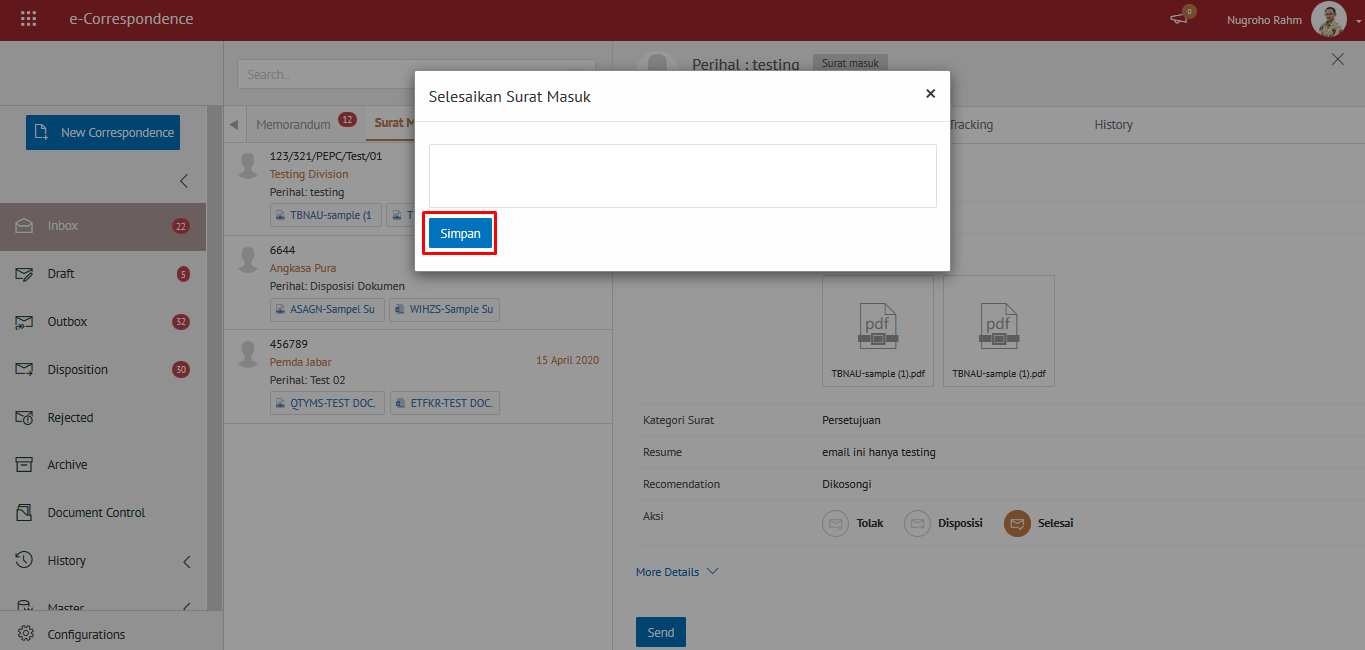 e-Correspondence
0
Nugroho Rahm
Search..
Perihal : testing
Surat masuk
Selesaikan Surat Masuk
×
New Correspondence
Memorandum
12
Surat M
Tracking
History
123/321/PEPC/Test/01
Testing Division
Perihal: testing
TBNAU-sample (1
T
Simpan
Inbox
22
Draft
5
Outbox
32
Disposition
30
Rejected
Archive
Document Control
History
Master
Configurations
6644
Angkasa Pura
Perihal: Disposisi Dokumen
ASAGN-Sampel Su
WIHZS-Sample Su
456789
Pemda Jabar
15 April 2020
Perihal: Test 02
QTYMS-TEST DOC.
ETFKR-TEST DOC.
pdf
pdf
TBNAU-sample (1).pdf
TBNAU-sample (1).pdf
Kategori Surat
Persetujuan
Resume
email ini hanya testing
Recomendation
Dikosongi
Aksi
Tolak
Disposisi
Selesai
More Details
Send